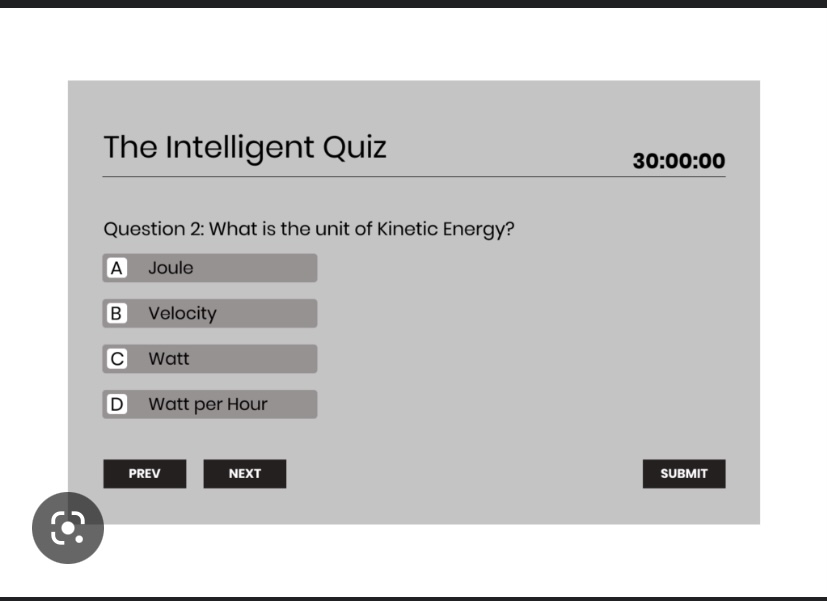 The Intelligent Quiz
30:00:00
Question 2: What is the unit of Kinetic Energy?
A Joule
B Velocity
C Watt
D Watt per Hour
PREV NEXT SUBMIT